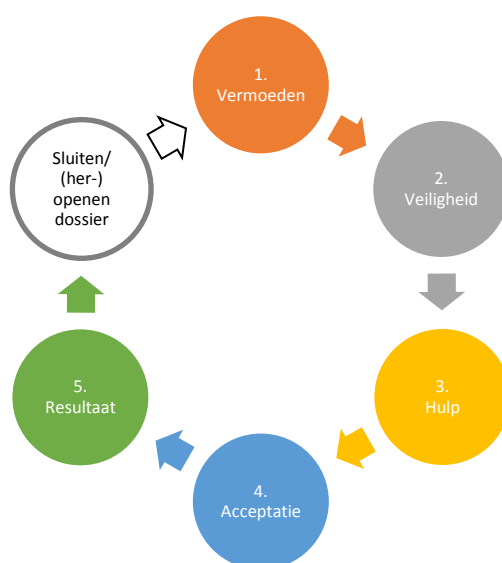 1.
Vermoeden
2.
Veiligheid
3.
Hulp
4.
Acceptatie
5.
Resultaat
Sluiten/
(her-)
openen
dossier